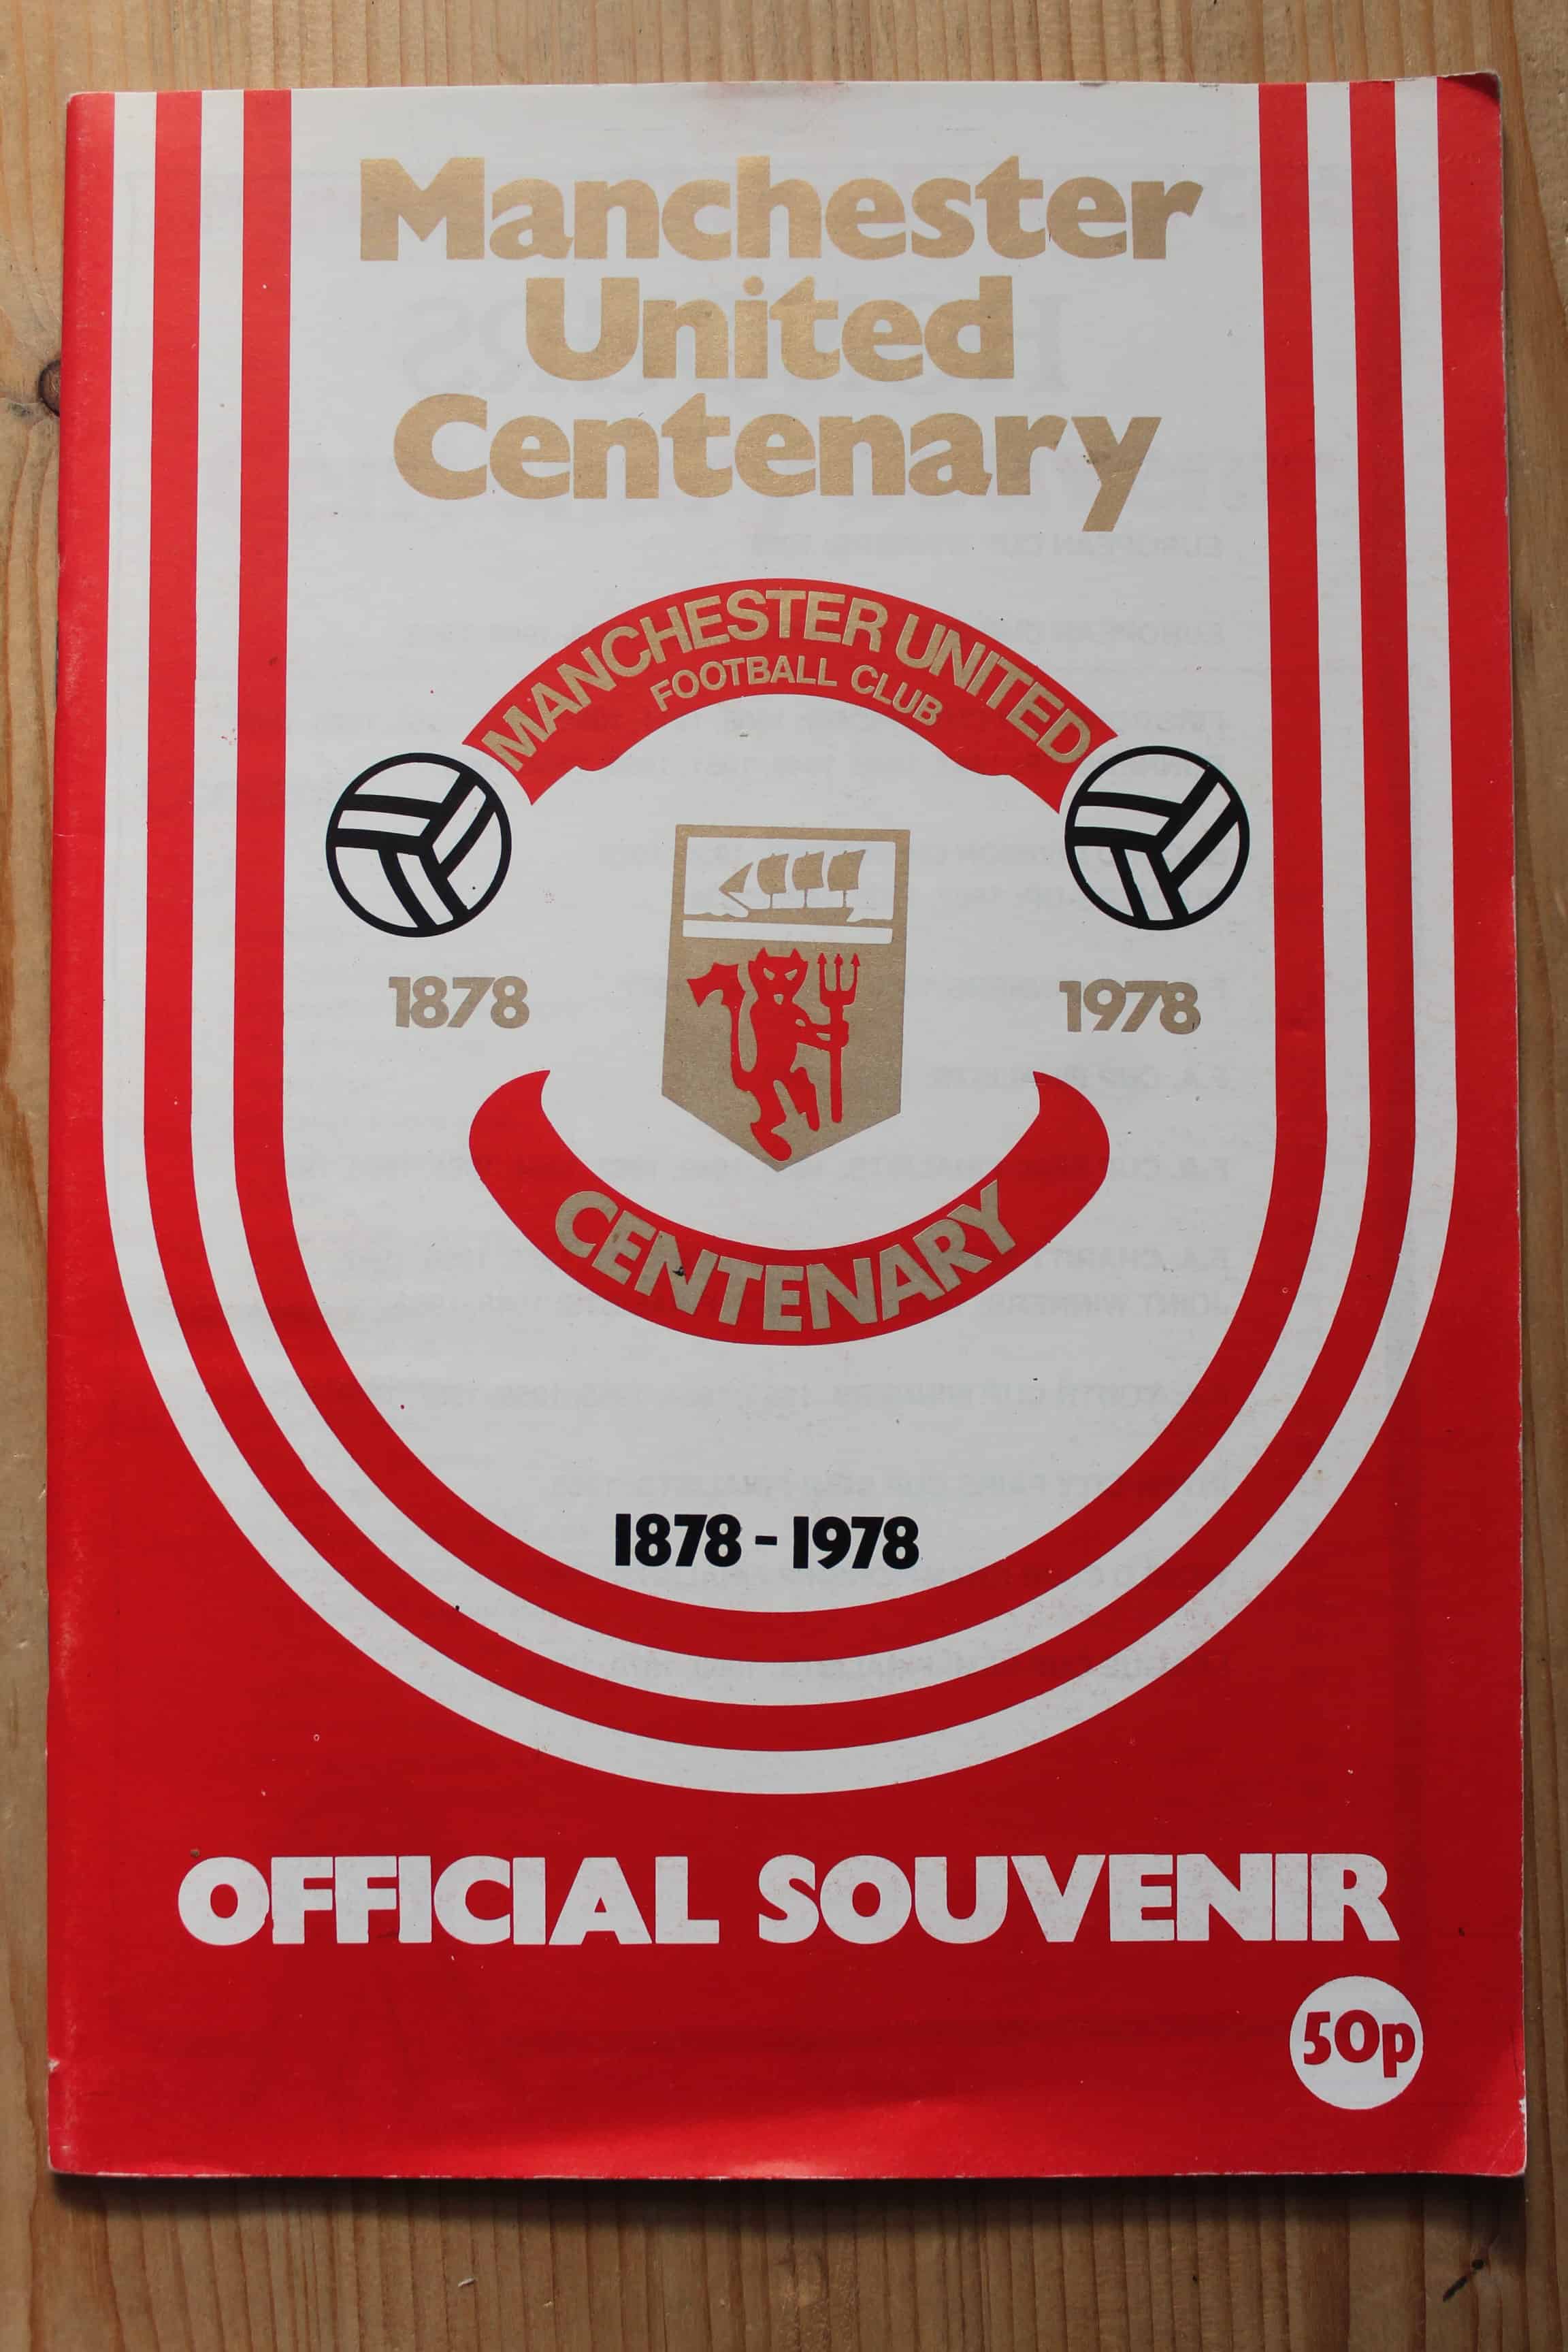 Manchester
United
Centenary
MANCHESTER UNITED
FOOTBALL CLUB
1878
1978
CENTENARY
1878 - 1978
OFFICIAL SOUVENIR
50p